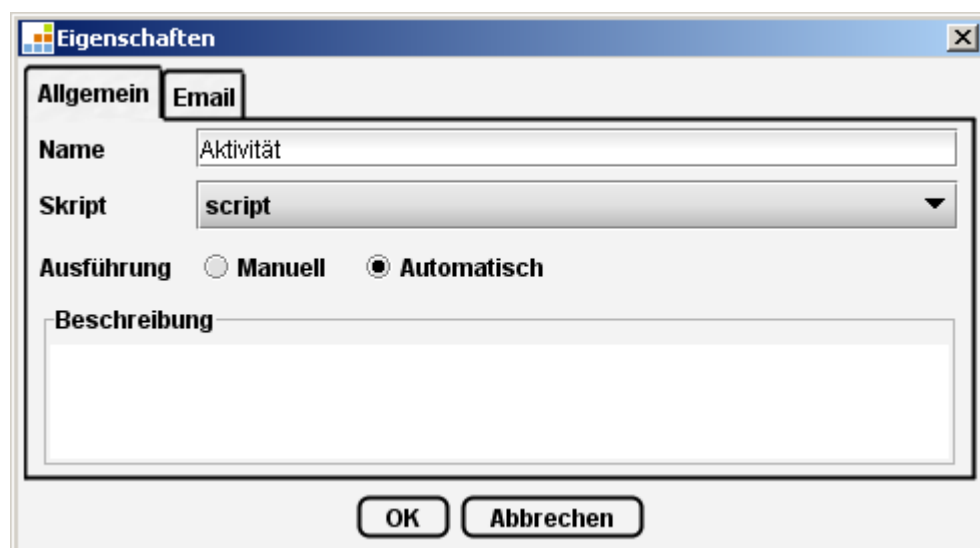 Eigenschaften
Allgemein Email
Name Aktivität
Skript script
Ausführung Manuell Automatisch
Beschreibung
OK Abbrechen